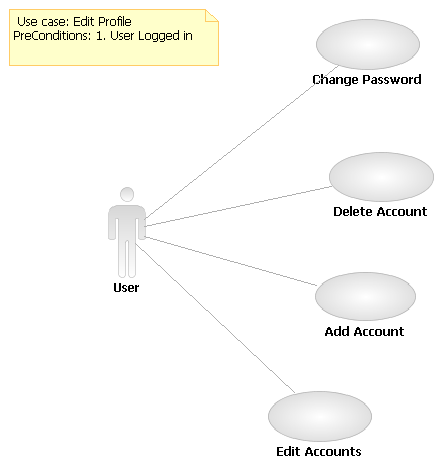 Use case: Edit Profile
PreConditions: 1. User Logged in
Change Password
Delete Account
User
Add Account
Edit Accounts